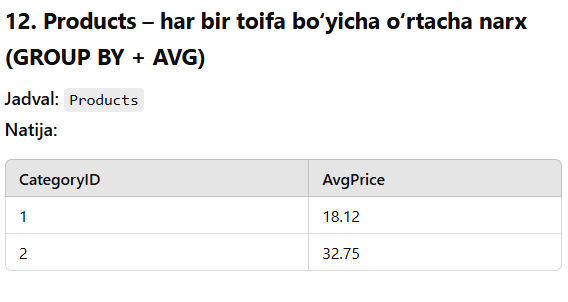 12. Products – har bir toifa bo‘yicha o‘rtacha narx
(GROUP BY + AVG)
Jadval: Products
Natija:
CategoryID AvgPrice
1 18.12
2 32.75